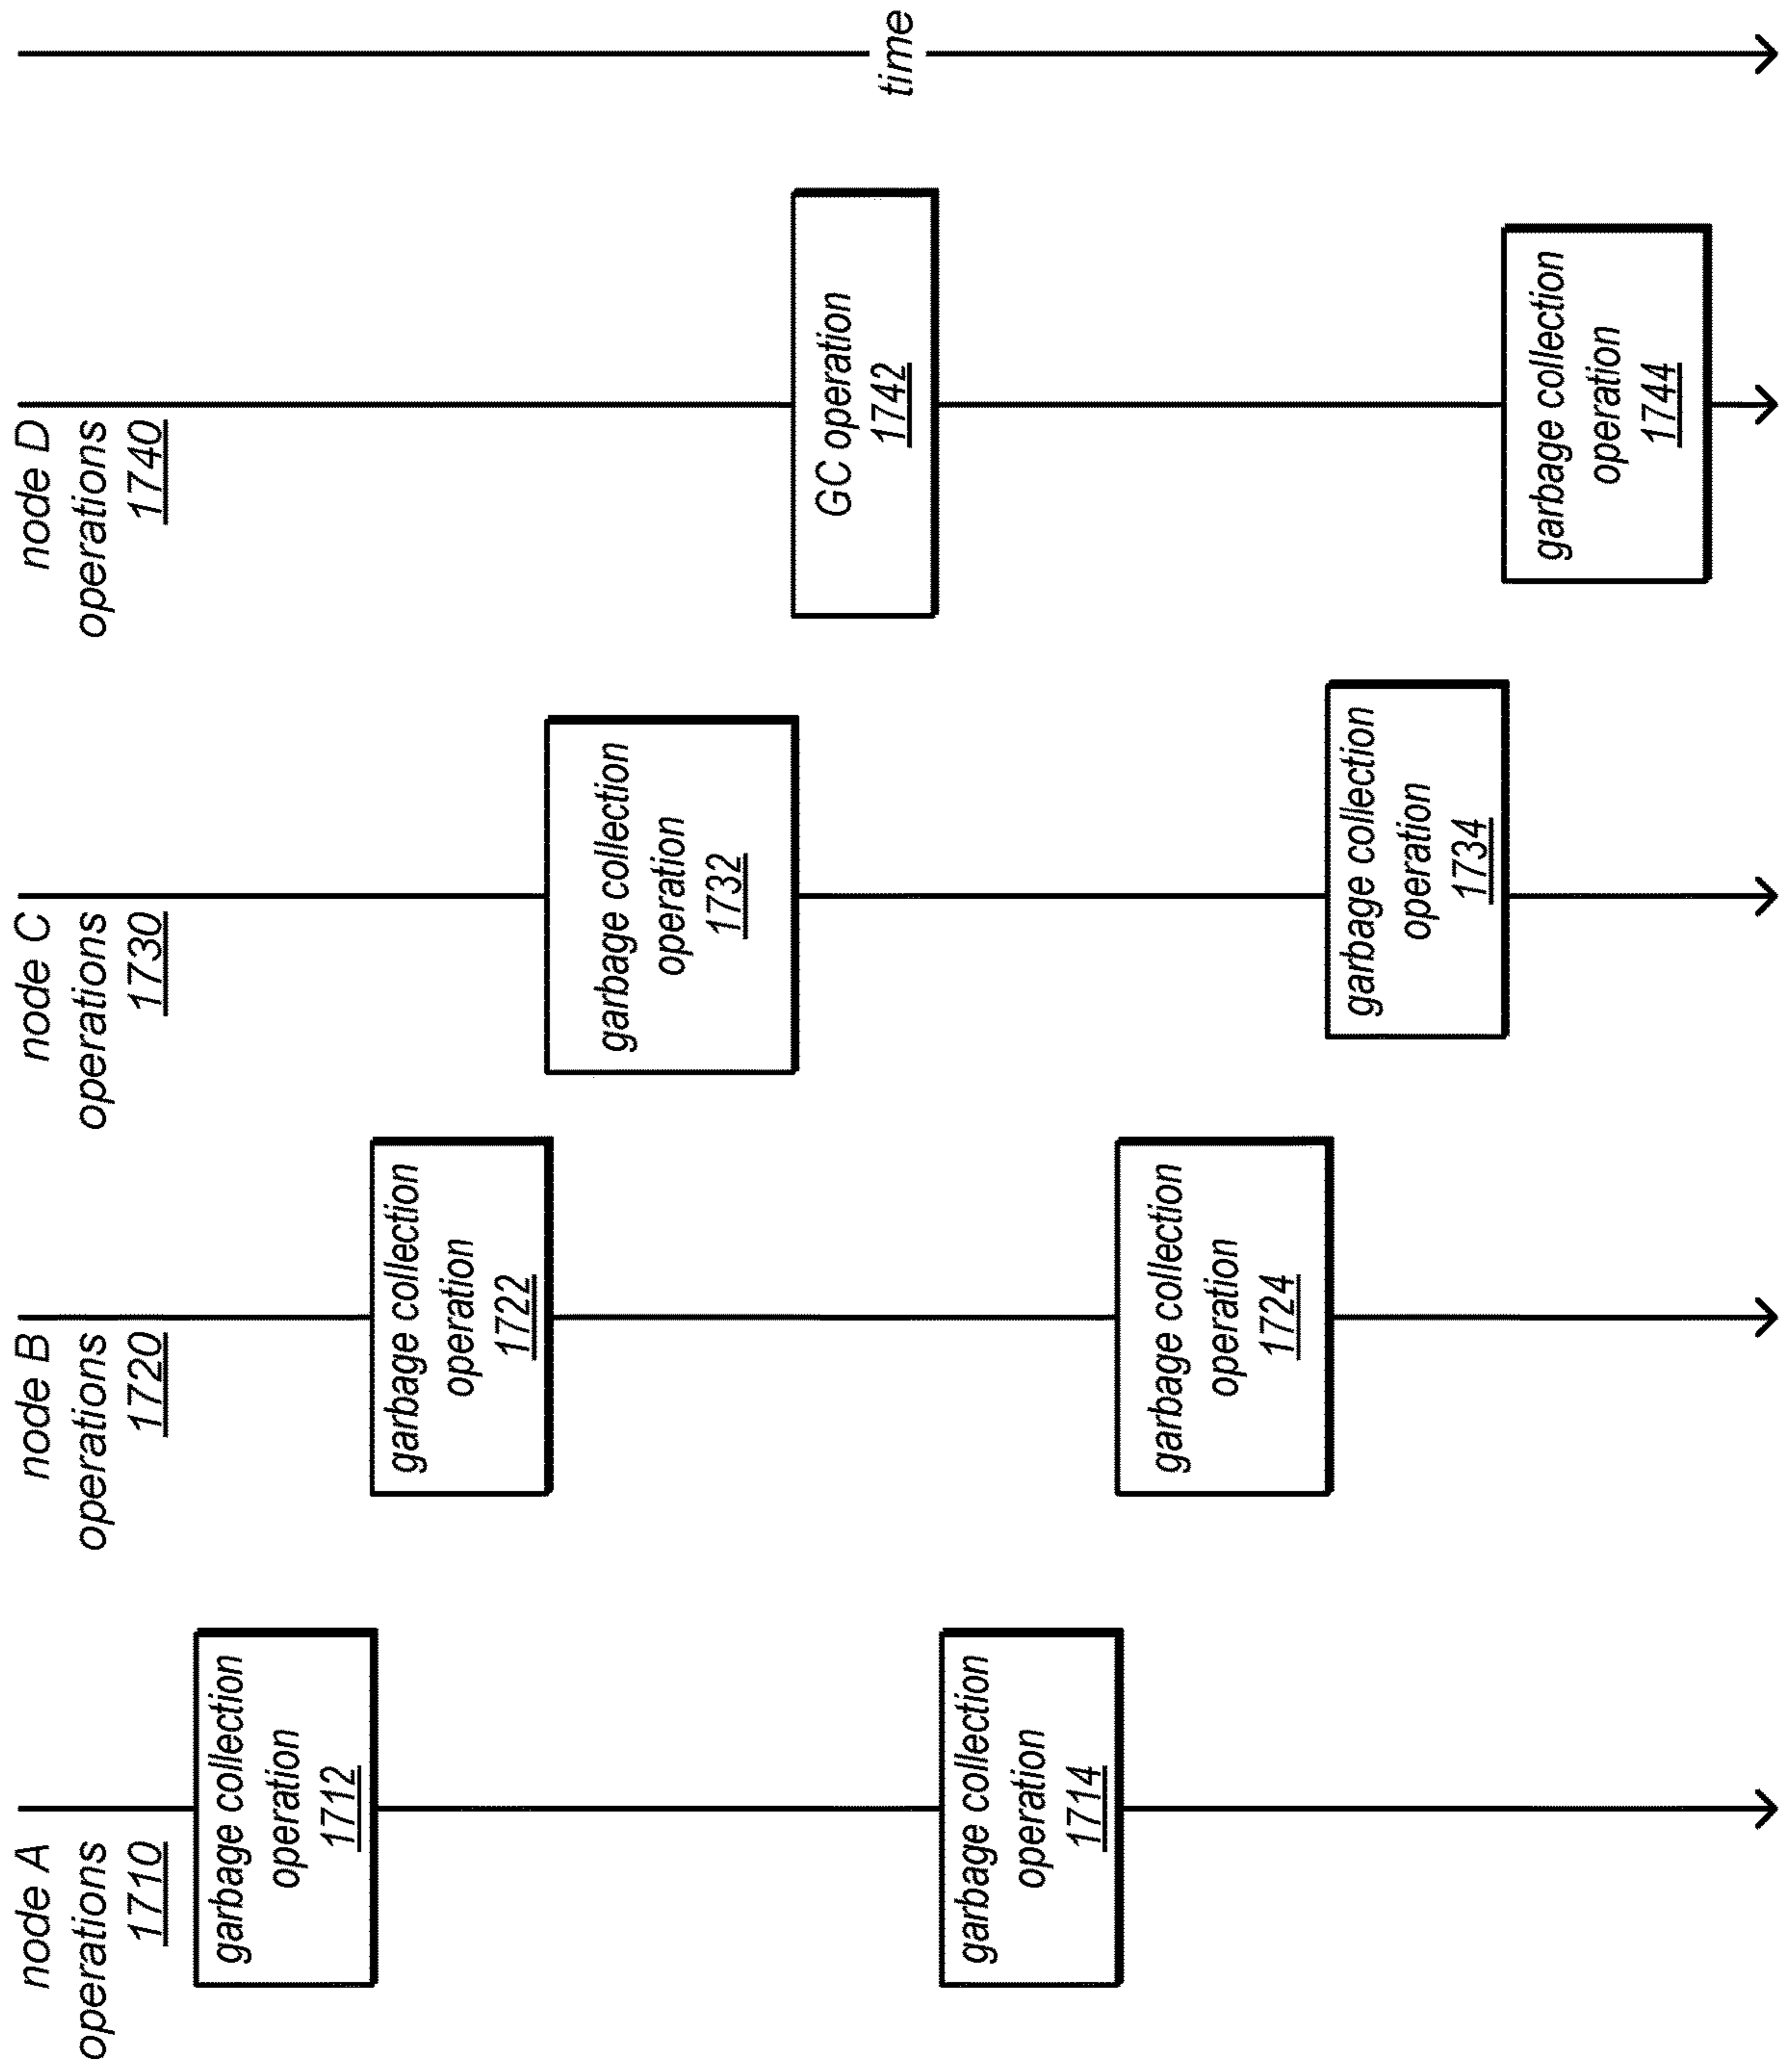 node A
operations
1710
garbage collection
operation
1712
garbage collection
operation
1714
node B
operations
1720
garbage collection
operation
1722
garbage collection
operation
1724
node C
operations
1730
garbage collection
operation
1732
garbage collection
operation
1734
node D
operations
1740
GC operation
1742
garbage collection
operation
1744
time